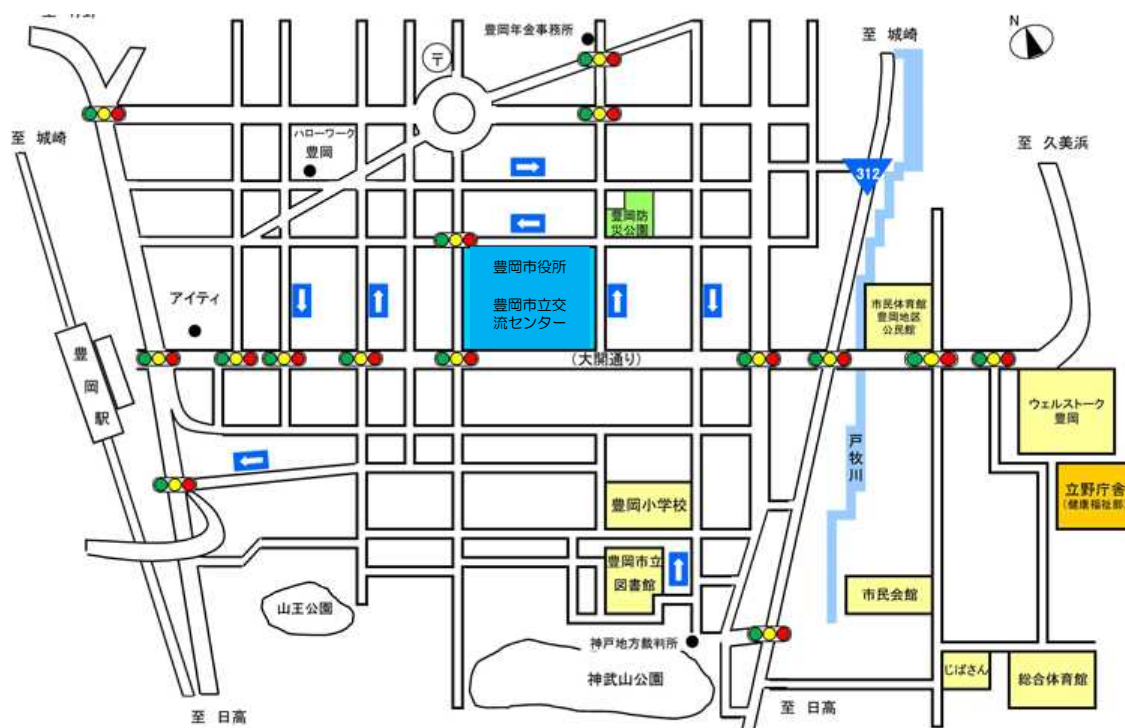 豊岡年金事務所
至 城崎
N
〒
至 城崎
ハローワーク
豊岡
312
至 久美浜
豊岡防
災公園
豊岡市役所
豊岡市立交
流センター
アイティ
市民体育館
豊岡地区
公民館
(大開通り)
豊岡駅
ウェルストーク
豊岡
戸牧川
立野庁舎
(健康福祉部
豊岡小学校
豊岡市立
図書館
市民会館
山王公園
神戸地方裁判所
神武山公園
じばさん
総合体育館
至 日高
至 日高